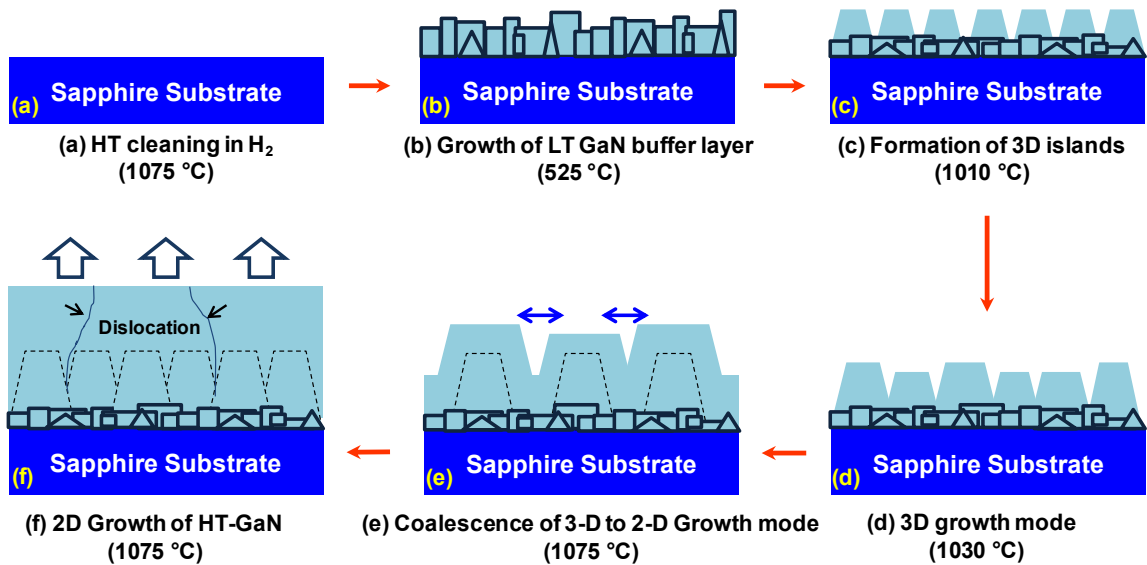 Sapphire Substrate
(a)
(a) HT cleaning in H₂
(1075 °C)
Sapphire Substrate
(b)
(b) Growth of LT GaN buffer layer
(525 °C)
Sapphire Substrate
(c)
(c) Formation of 3D islands
(1010 °C)
Sapphire Substrate
(d)
(d) 3D growth mode
(1030 °C)
Sapphire Substrate
(e)
(e) Coalescence of 3-D to 2-D Growth mode
(1075 °C)
Dislocation
Sapphire Substrate
(f)
(f) 2D Growth of HT-GaN
(1075 °C)